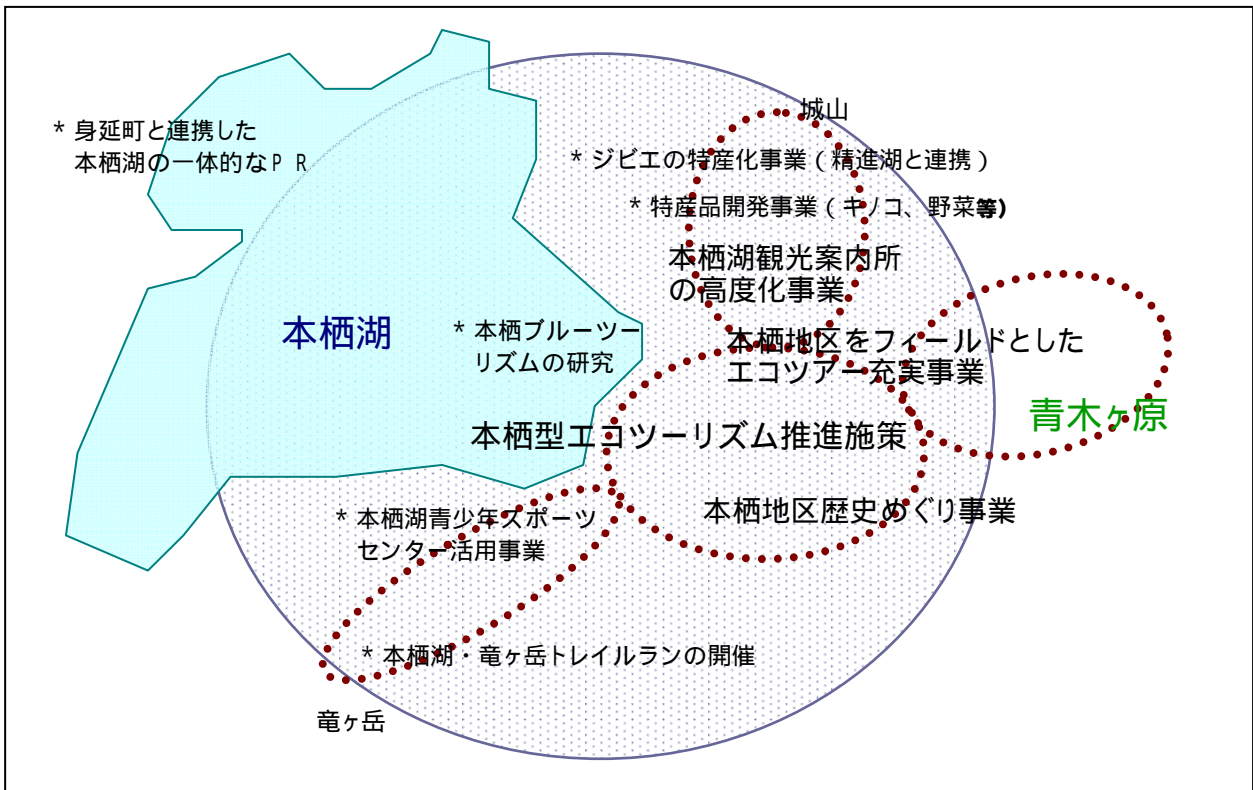 城山
* 身延町と連携した
本栖湖の一体的なPR
* ジビエの特産化事業(精進湖と連携)
* 特産品開発事業(キノコ、野菜等)
本栖湖観光案内所
の高度化事業
本栖湖
* 本栖ブルーツー
リズムの研究
本栖地区をフィールドとした
エコツアー充実事業
青木ヶ原
本栖型エコツーリズム推進施策
本栖地区歴史めぐり事業
* 本栖湖青少年スポーツ
センター活用事業
* 本栖湖・竜ヶ岳トレイルランの開催
竜ヶ岳